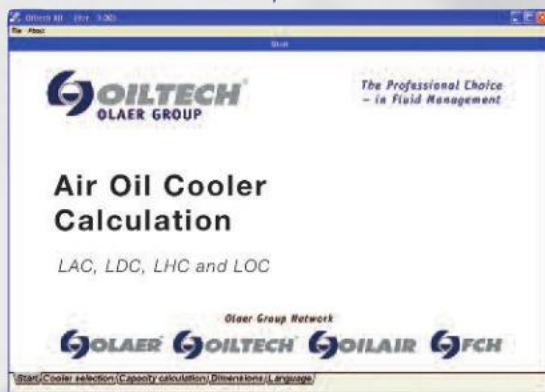 File About
Start
OILTECH
OLAER GROUP
The Professional Choice
– in Fluid Management
Air Oil Cooler
Calculation
LAC, LDC, LHC and LOC
Olaer Group Network
OLAER OILTECH OILAIR FCH
Start Cooler selection Capacity calculation Dimensions Language